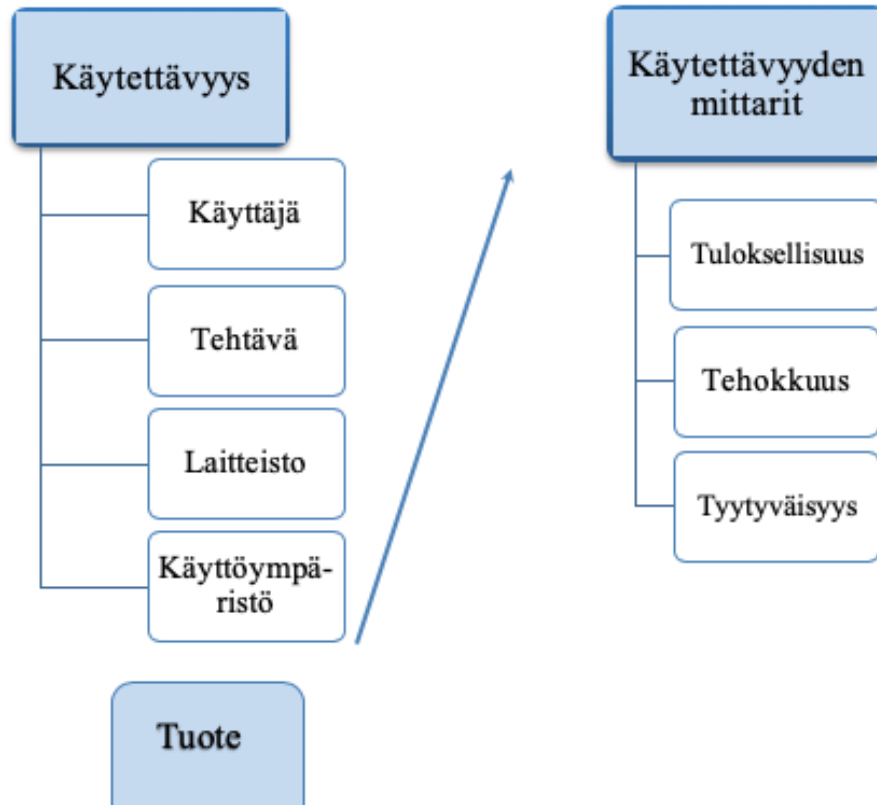 Käytettävyys
Käyttäjä
Tehtävä
Laitteisto
Käyttöympä-
ristö
Tuote
Käytettävyyden
mittarit
Tuloksellisuus
Tehokkuus
Tyytyväisyys